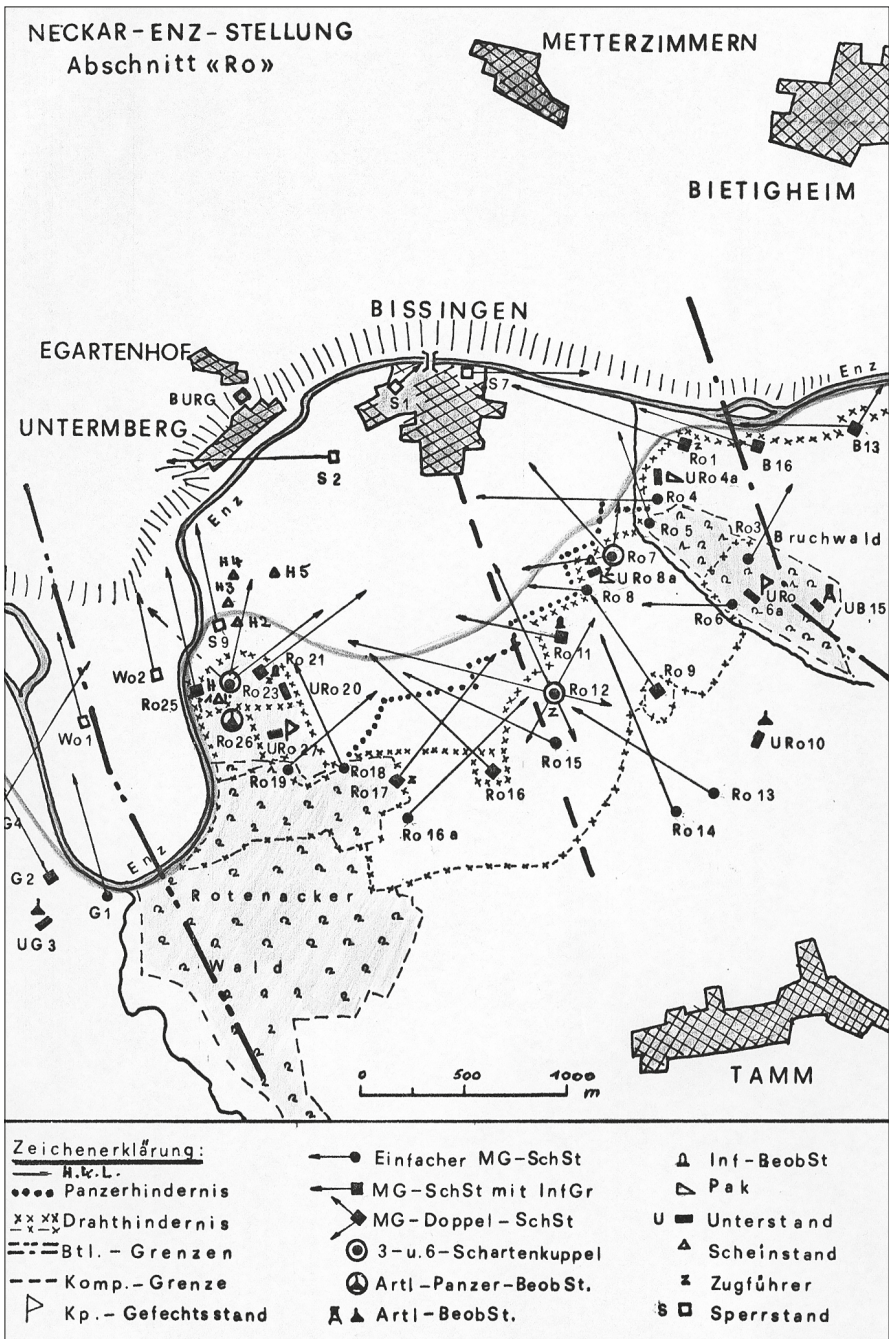 NECKAR-ENZ-STELLUNG
Abschnitt «Ro»
METTERZIMMERN
BIETIGHEIM
BISSINGEN
EGARTENHOF
BURG
UNTERMBERG
S1
S7
Enz
S2
Enz
Ro1
B16
B13
URo4a
Ro4
Ro5
Ro3
Bruchwald
Ro7
URo8a
Ro8
URo
6a
UB15
Ro6
H4
H5
H3
H2
S9
Wo2
Ro21
Ro11
Ro9
Ro23
URo20
Ro12
z
Ro25
H
Wo1
Ro26
URo27
URo10
Ro15
Ro19
Ro18
Ro17
z
Ro16
Ro13
Ro16a
Ro14
G4
Enz
G2
G1
UG3
Rotenacker
Wald
0 500 1000
m
TAMM
Zeichenerklärung:
H.K.L.
Panzerhindernis
Drahthindernis
Btl.-Grenzen
Komp.-Grenze
Kp.-Gefechtsstand
Einfacher MG-SchSt
MG-SchSt mit InfGr
MG-Doppel-SchSt
3-u.6-Schartenkuppel
Artl-Panzer-BeobSt.
Artl-BeobSt.
Inf-BeobSt
Pak
U Unterstand
Scheinstand
z Zugführer
S Sperrstand